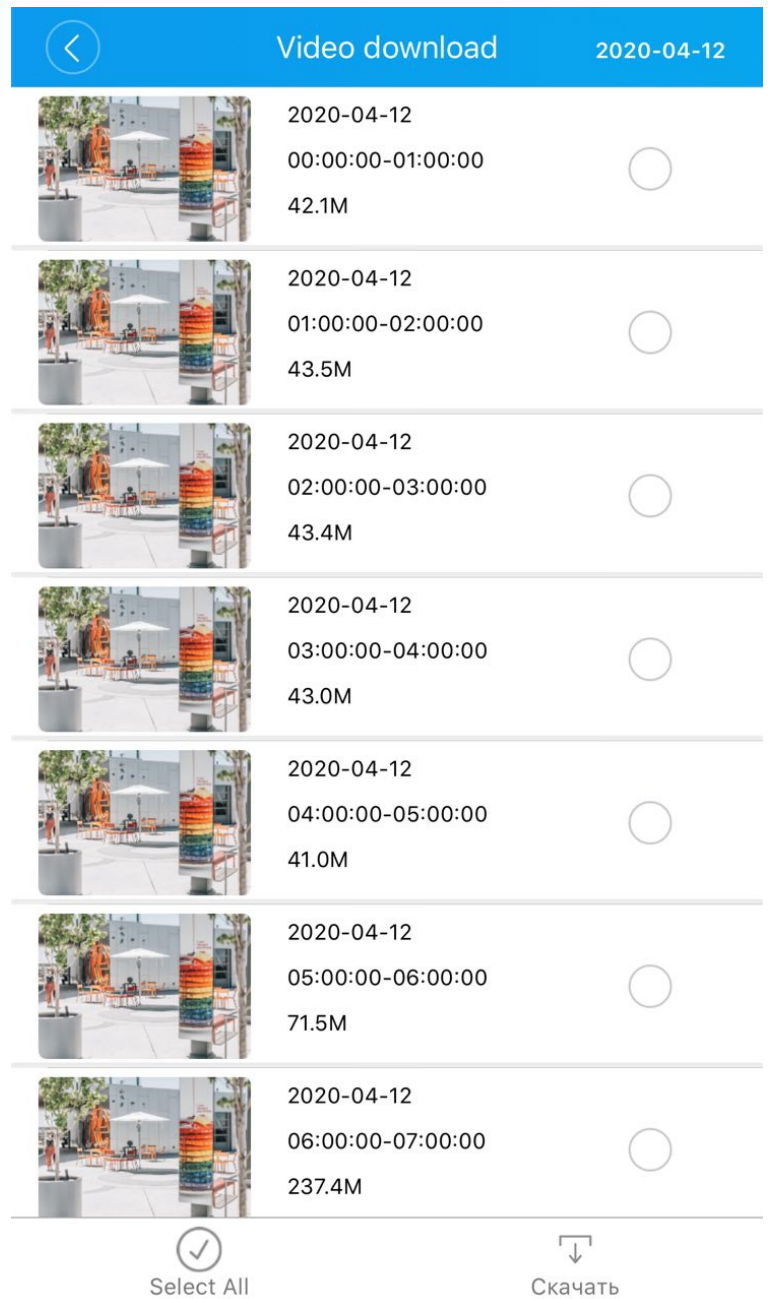 Video download 2020-04-12
2020-04-12
00:00:00-01:00:00
42.1M
2020-04-12
01:00:00-02:00:00
43.5M
2020-04-12
02:00:00-03:00:00
43.4M
2020-04-12
03:00:00-04:00:00
43.0M
2020-04-12
04:00:00-05:00:00
41.0M
2020-04-12
05:00:00-06:00:00
71.5M
2020-04-12
06:00:00-07:00:00
237.4M
Select All Скачать